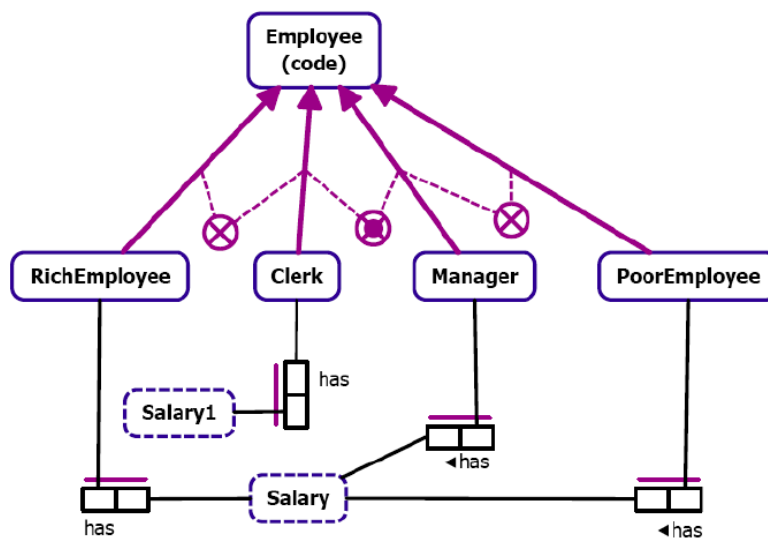 Employee
(code)
RichEmployee
Clerk
Manager
PoorEmployee
has
Salary1
◄has
Salary
has
◄has